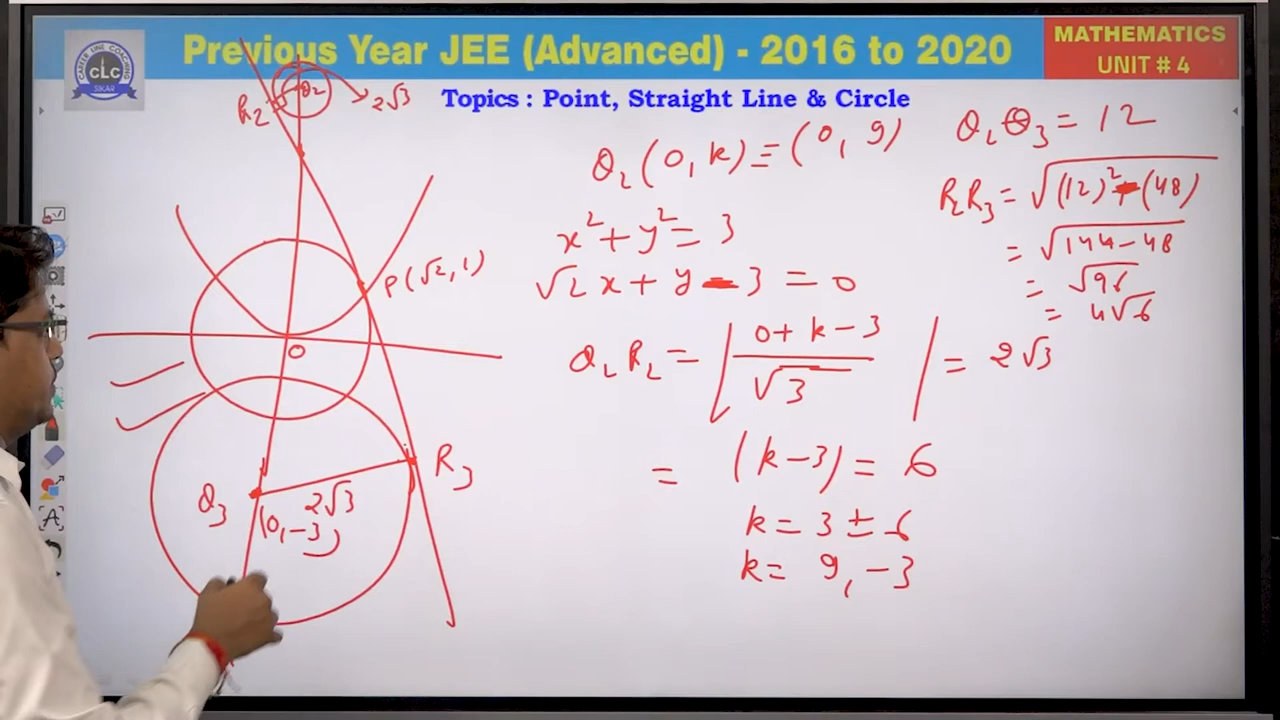 Previous Year JEE (Advanced) - 2016 to 2020
MATHEMATICS
UNIT # 4
Topics : Point, Straight Line & Circle
CAREER LINE COACHING
CLC
SIKAR
R₂
Q₂
2√3
P(√2, 1)
O
Q₃
(0, -3)
2√3
R₃
Q₂(0, k) ≡ (0, 9)
x² + y² = 3
√2 x + y - 3 = 0
Q₂R₂ = |(0 + k - 3)/√3| = 2√3
= (k-3) = 6
k = 3 ± 6
k = 9, -3
Q₂Q₃ = 12
R₂R₃ = √((12)² - (48))
= √(144 - 48)
= √96
= 4√6